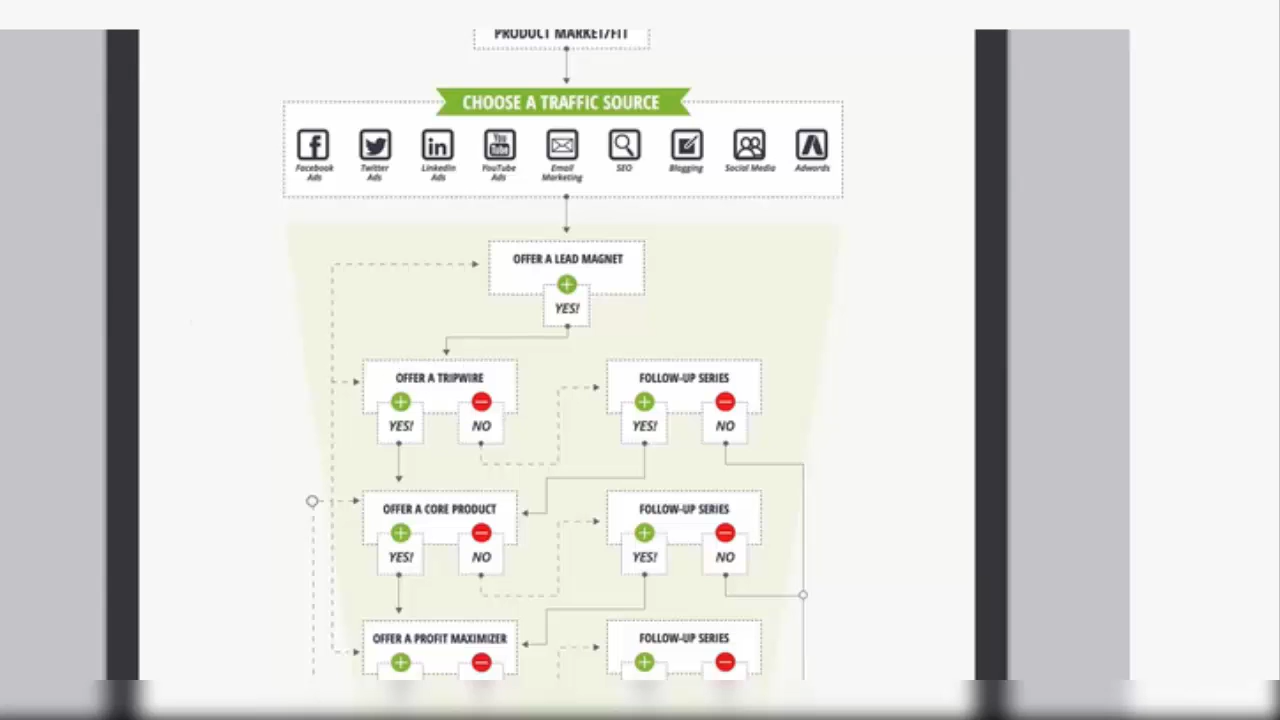 PRODUCT MARKET/FIT
CHOOSE A TRAFFIC SOURCE
Facebook Ads
Twitter Ads
LinkedIn Ads
You Tube
YouTube Ads
Email Marketing
SEO
Blogging
Social Media
Adwords
OFFER A LEAD MAGNET
YES!
OFFER A TRIPWIRE
YES!
NO
FOLLOW-UP SERIES
YES!
NO
OFFER A CORE PRODUCT
YES!
NO
FOLLOW-UP SERIES
YES!
NO
OFFER A PROFIT MAXIMIZER
FOLLOW-UP SERIES